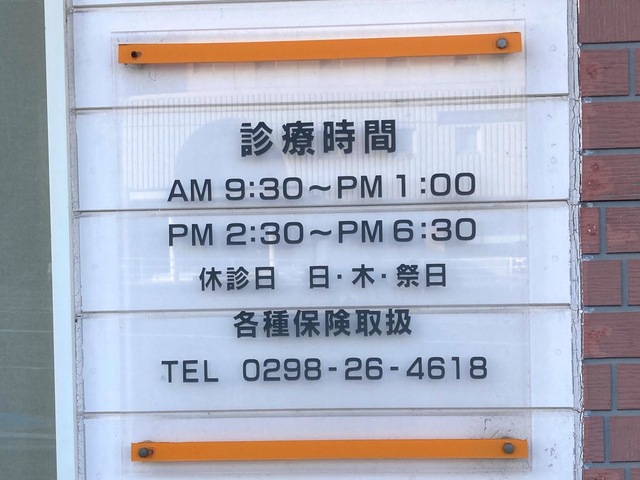 診療時間
AM 9:30〜PM 1:00
PM 2:30〜PM 6:30
休診日　日・木・祭日
各種保険取扱
TEL 0298-26-4618